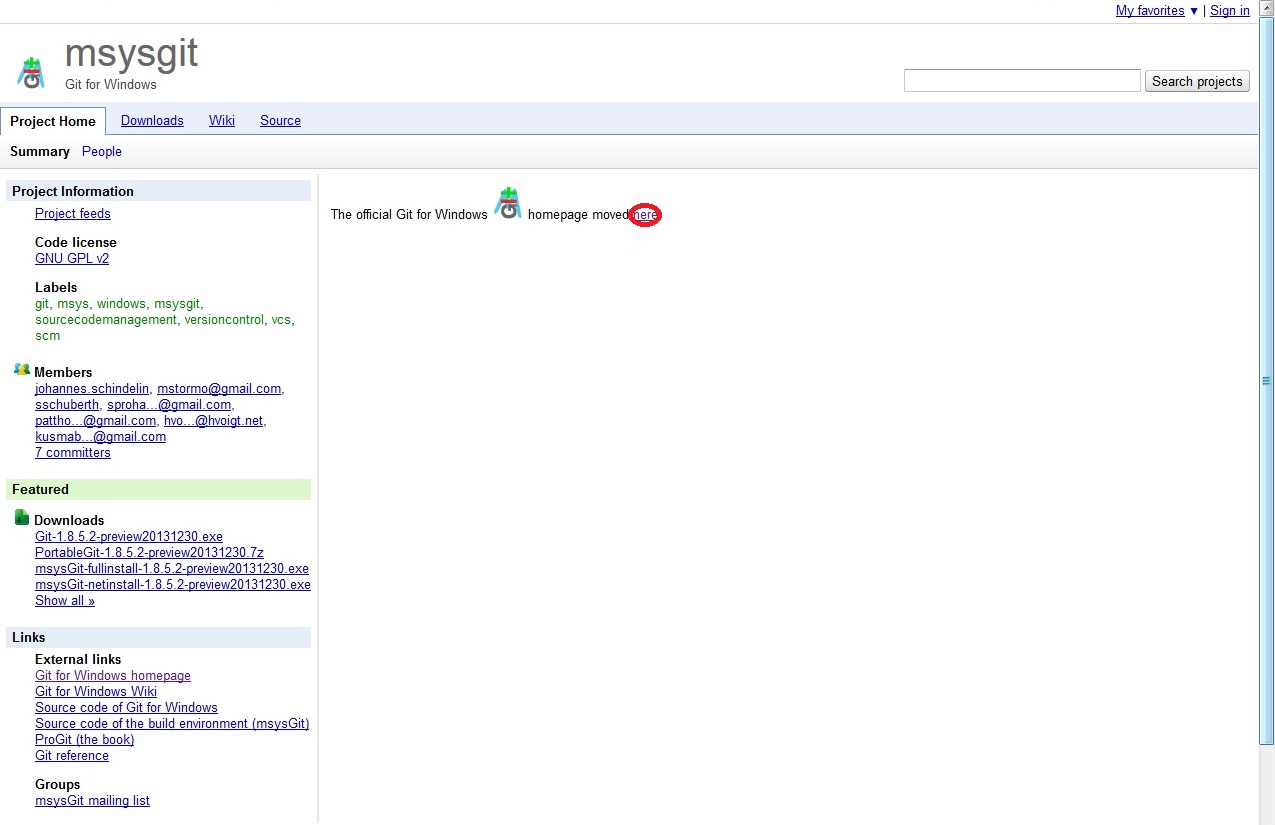 My favorites ▼ | Sign in
msysgit
Git for Windows
Search projects
Project Home Downloads Wiki Source
Summary People
Project Information
Project feeds
Code license
GNU GPL v2
Labels
git, msys, windows, msysgit,
sourcecodemanagement, versioncontrol, vcs,
scm
Members
johannes.schindelin, mstormo@gmail.com,
sschuberth, sproha...@gmail.com,
pattho...@gmail.com, hvo...@hvoigt.net,
kusmab...@gmail.com
7 committers
Featured
Downloads
Git-1.8.5.2-preview20131230.exe
PortableGit-1.8.5.2-preview20131230.7z
msysGit-fullinstall-1.8.5.2-preview20131230.exe
msysGit-netinstall-1.8.5.2-preview20131230.exe
Show all »
Links
External links
Git for Windows homepage
Git for Windows Wiki
Source code of Git for Windows
Source code of the build environment (msysGit)
ProGit (the book)
Git reference
Groups
msysGit mailing list
The official Git for Windows homepage moved here